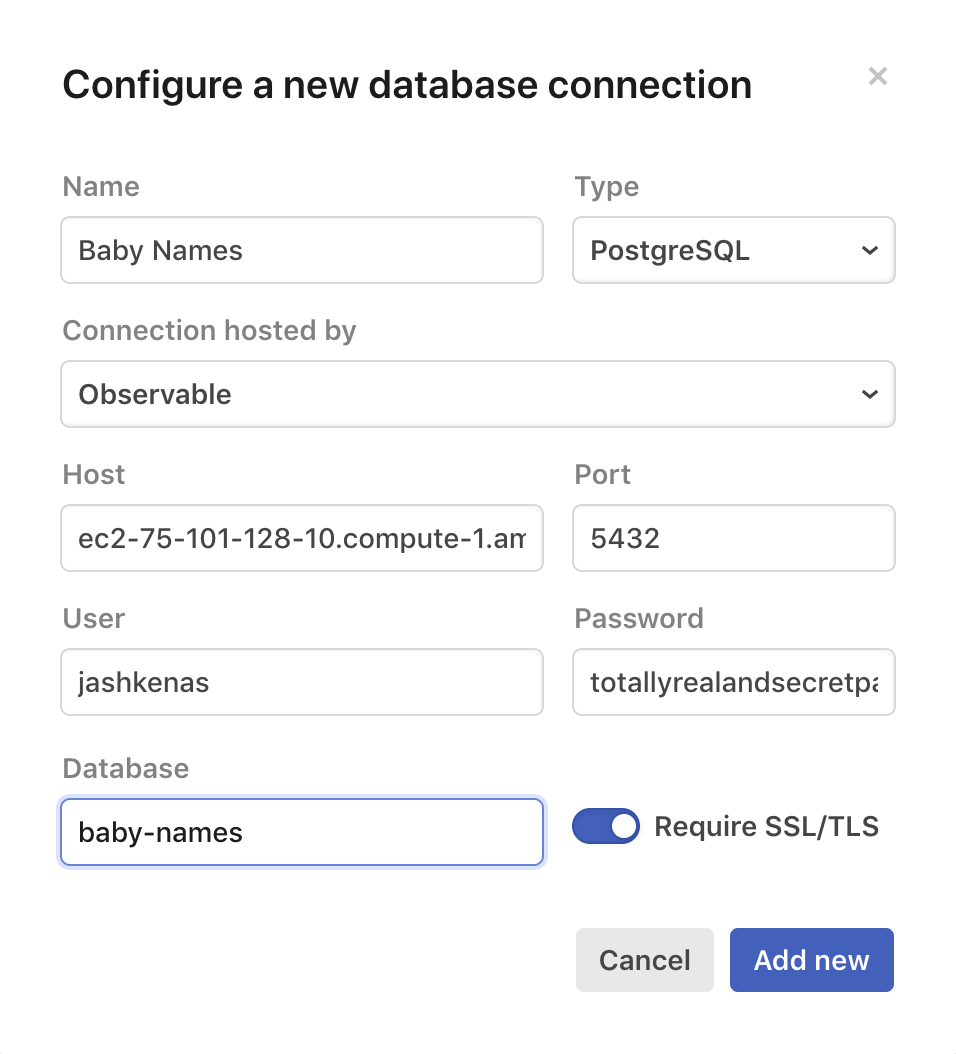 Configure a new database connection
×
Name
Type
Baby Names
PostgreSQL
Connection hosted by
Observable
Host
Port
ec2-75-101-128-10.compute-1.am
5432
User
Password
jashkenas
totallyrealandsecretpa
Database
baby-names
Require SSL/TLS
Cancel
Add new